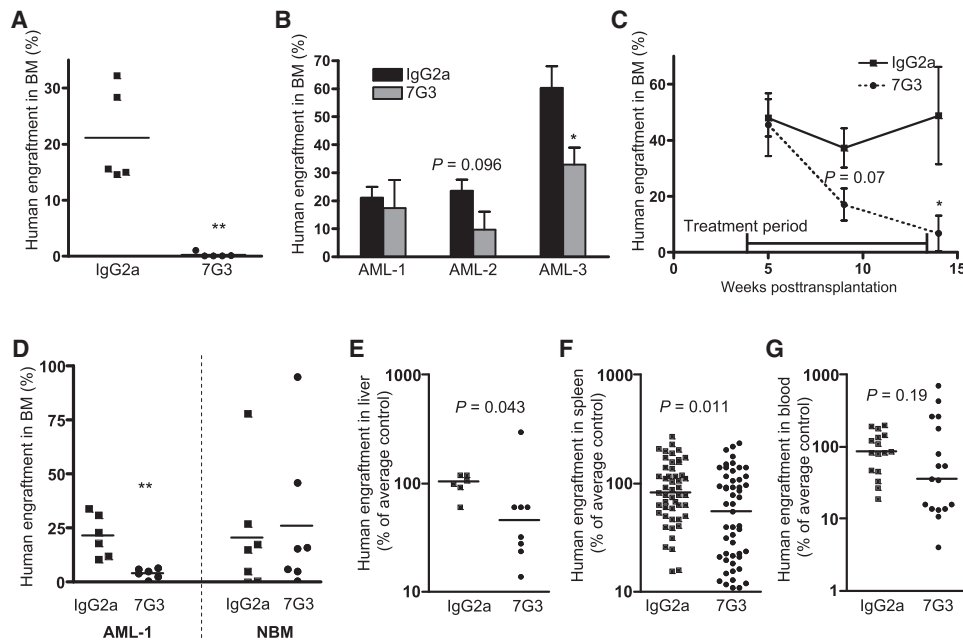 A
Human engraftment in BM (%)
30
20
10
0
**
IgG2a
7G3
B
Human engraftment in BM (%)
70
60
50
40
30
20
10
0
IgG2a
7G3
P = 0.096
*
AML-1
AML-2
AML-3
C
Human engraftment in BM (%)
60
40
20
0
IgG2a
7G3
P = 0.07
*
Treatment period
0
5
10
15
Weeks posttransplantation
D
Human engraftment in BM (%)
100
75
50
25
0
**
IgG2a
7G3
IgG2a
7G3
AML-1
NBM
E
Human engraftment in liver
(% of average control)
1000
100
10
P = 0.043
IgG2a
7G3
F
Human engraftment in spleen
(% of average control)
1000
100
10
P = 0.011
IgG2a
7G3
G
Human engraftment in blood
(% of average control)
1000
100
10
1
P = 0.19
IgG2a
7G3